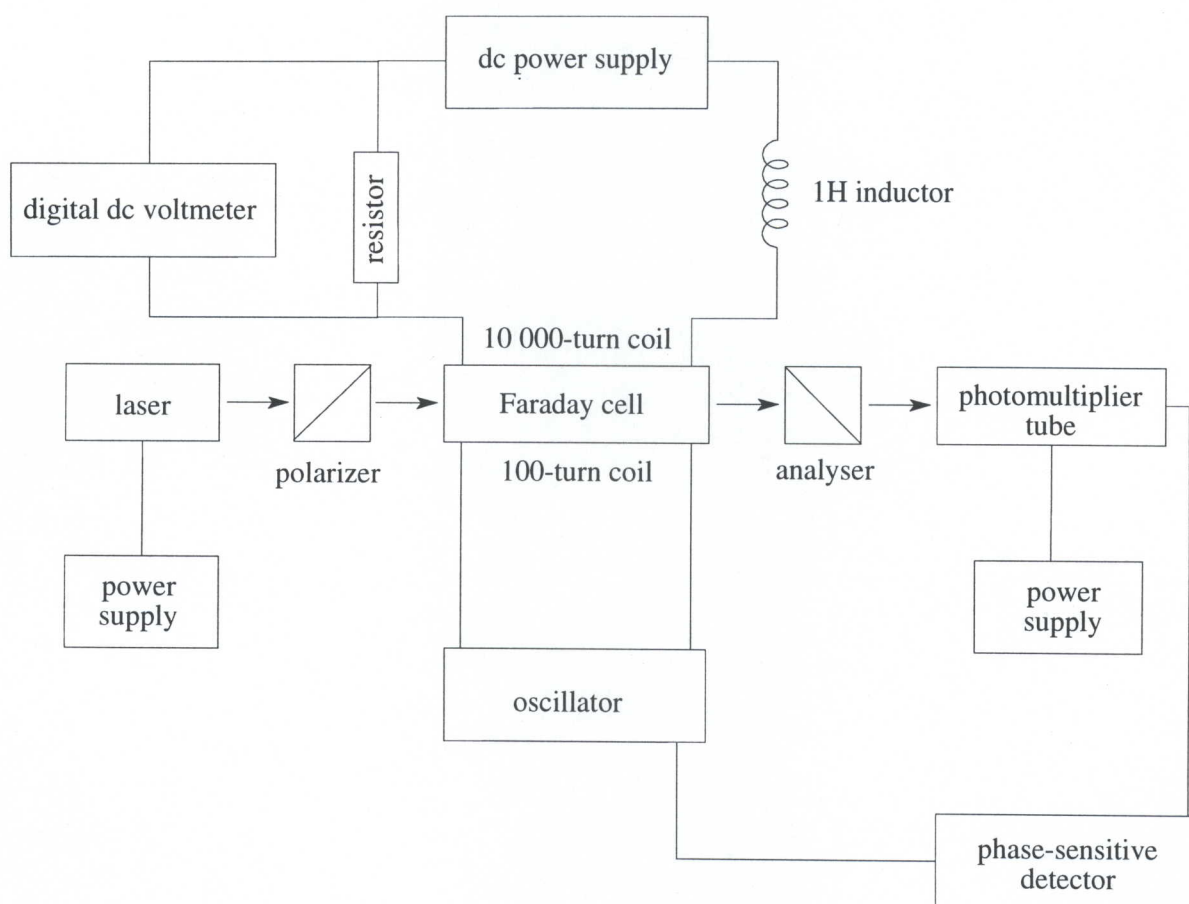 dc power supply
digital dc voltmeter
resistor
1H inductor
10 000-turn coil
laser
Faraday cell
photomultiplier
tube
polarizer
100-turn coil
analyser
power
supply
power
supply
oscillator
phase-sensitive
detector